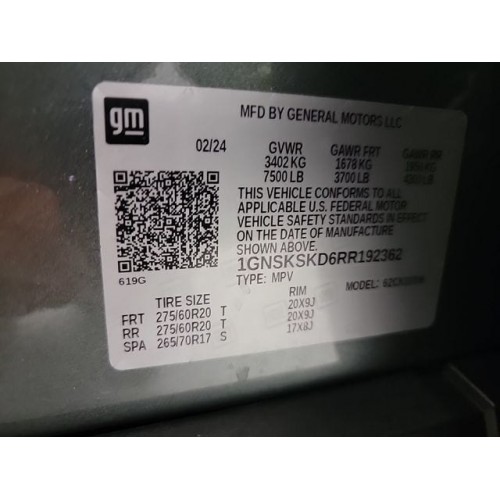 gm
MFD BY GENERAL MOTORS LLC
02/24 GVWR GAWR FRT GAWR RR
3402 KG 1678 KG
7500 LB 3700 LB
THIS VEHICLE CONFORMS TO ALL
APPLICABLE U.S. FEDERAL MOTOR
VEHICLE SAFETY STANDARDS IN EFFECT
ON THE DATE OF MANUFACTURE
SHOWN ABOVE.
1GNSKSKD6RR192362
619G TYPE: MPV MODEL:
TIRE SIZE RIM
FRT 275/60R20 T 20X9J
RR 275/60R20 T 20X9J
SPA 265/70R17 S 17X8J